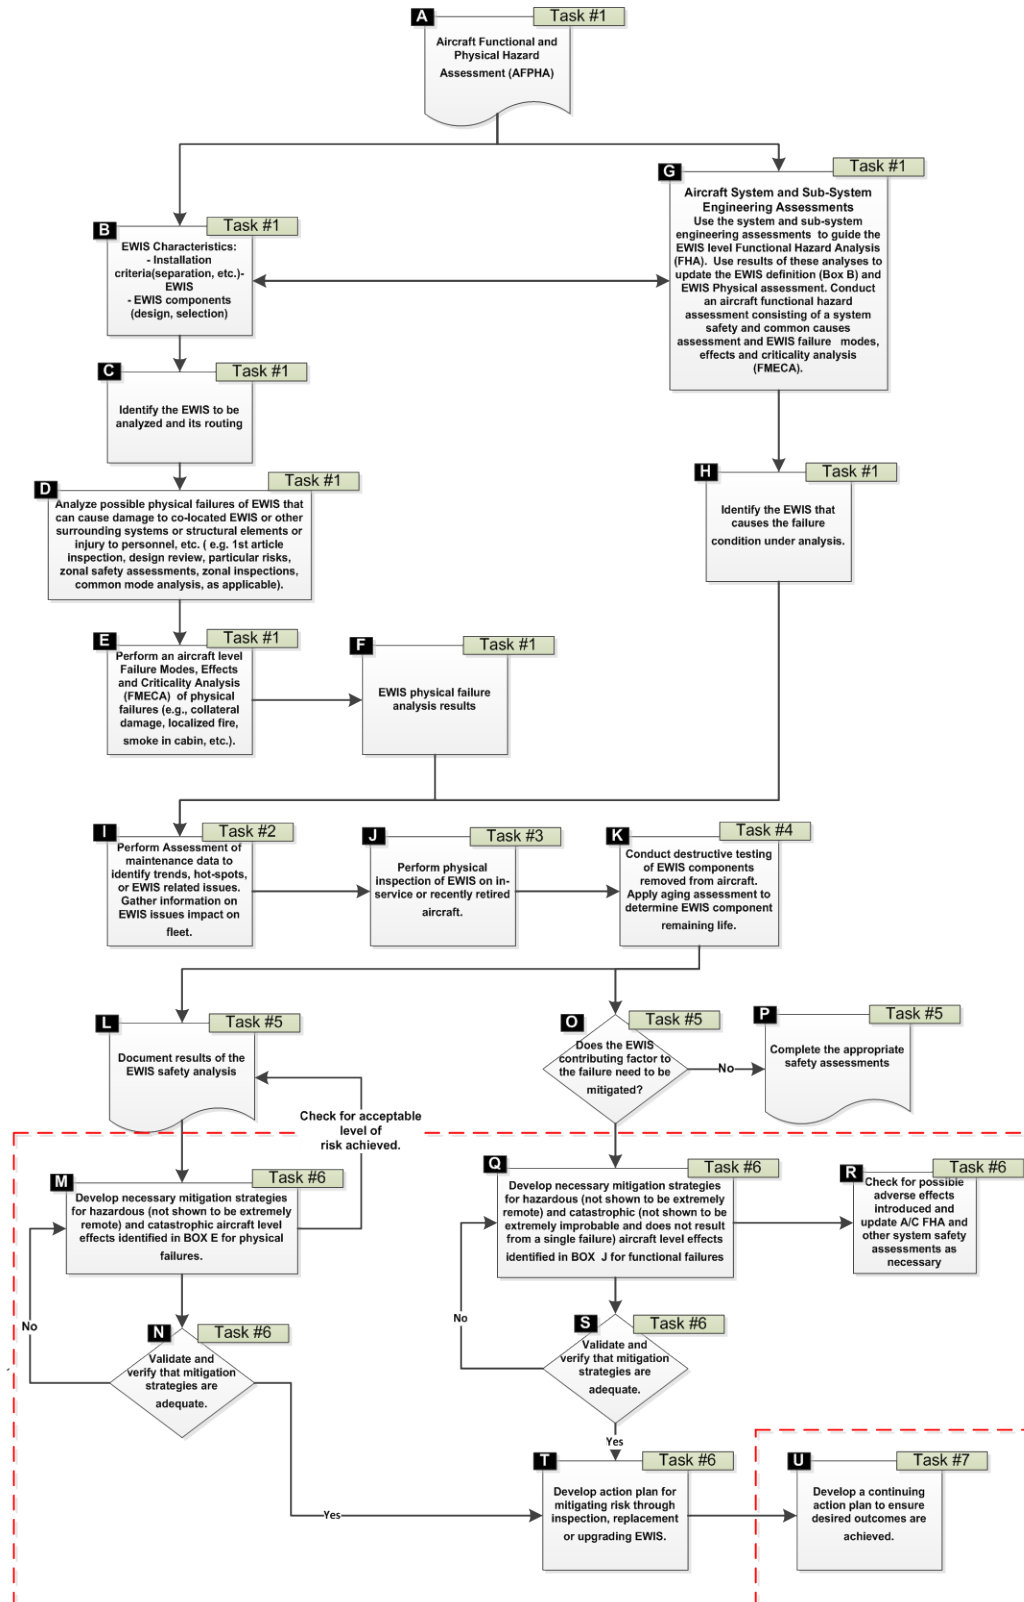 A
Task #1
Aircraft Functional and
Physical Hazard
Assessment (AFPHA)
G
Task #1
Aircraft System and Sub-System
Engineering Assessments
Use the system and sub-system
engineering assessments to guide the
EWIS level Functional Hazard Analysis
(FHA). Use results of these analyses to
update the EWIS definition (Box B) and
EWIS Physical assessment. Conduct
an aircraft functional hazard
assessment consisting of a system
safety and common causes
assessment and EWIS failure modes,
effects and criticality analysis
(FMECA).
B
Task #1
EWIS Characteristics:
- Installation
criteria(separation, etc.)-
EWIS
- EWIS components
(design, selection)
C
Task #1
Identify the EWIS to be
analyzed and its routing
D
Task #1
Analyze possible physical failures of EWIS that
can cause damage to co-located EWIS or other
surrounding systems or structural elements or
injury to personnel, etc. ( e.g. 1st article
inspection, design review, particular risks,
zonal safety assessments, zonal inspections,
common mode analysis, as applicable).
H
Task #1
Identify the EWIS that
causes the failure
condition under analysis.
E
Task #1
Perform an aircraft level
Failure Modes, Effects
and Criticality Analysis
(FMECA) of physical
failures (e.g., collateral
damage, localized fire,
smoke in cabin, etc.).
F
Task #1
EWIS physical failure
analysis results
I
Task #2
Perform Assessment of
maintenance data to
identify trends, hot-spots,
or EWIS related issues.
Gather information on
EWIS issues impact on
fleet.
J
Task #3
Perform physical
inspection of EWIS on in-
service or recently retired
aircraft.
K
Task #4
Conduct destructive testing
of EWIS components
removed from aircraft.
Apply aging assessment to
determine EWIS component
remaining life.
L
Task #5
Document results of the
EWIS safety analysis
O
Task #5
Does the EWIS
contributing factor to
the failure need to be
mitigated?
No
P
Task #5
Complete the appropriate
safety assessments
Check for acceptable
level of
risk achieved.
M
Task #6
Develop necessary mitigation strategies
for hazardous (not shown to be extremely
remote) and catastrophic aircraft level
effects identified in BOX E for physical
failures.
Q
Task #6
Develop necessary mitigation strategies
for hazardous (not shown to be extremely
remote) and catastrophic (not shown to be
extremely improbable and does not result
from a single failure) aircraft level effects
identified in BOX J for functional failures
R
Task #6
Check for possible
adverse effects
introduced and
update A/C FHA and
other system safety
assessments as
necessary
No
N
Task #6
Validate and
verify that mitigation
strategies are
adequate.
No
S
Task #6
Validate and
verify that mitigation
strategies are
adequate.
Yes
Yes
T
Task #6
Develop action plan for
mitigating risk through
inspection, replacement
or upgrading EWIS.
U
Task #7
Develop a continuing
action plan to ensure
desired outcomes are
achieved.